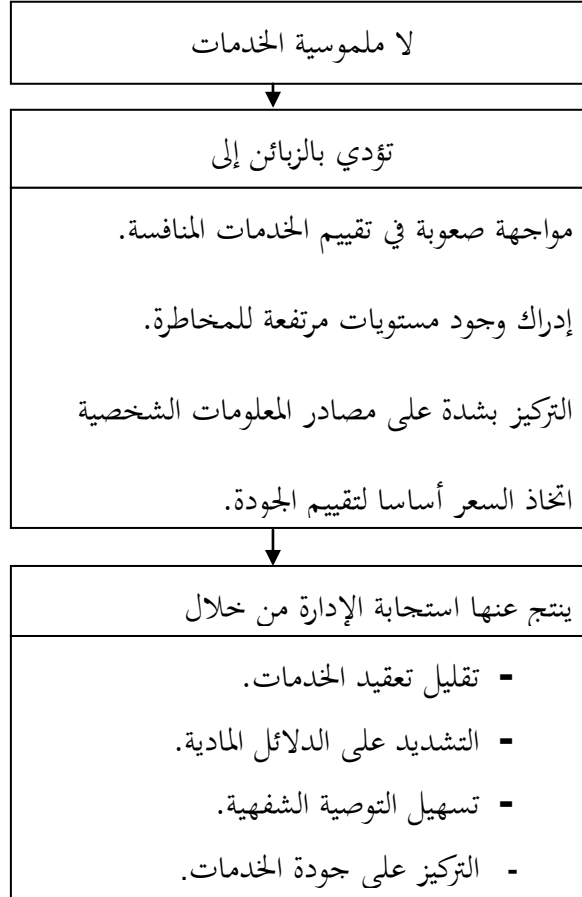 لا ملموسية الخدمات
تؤدي بالزبائن إلى
مواجهة صعوبة في تقييم الخدمات المنافسة.
إدراك وجود مستويات مرتفعة للمخاطرة.
التركيز بشدة على مصادر المعلومات الشخصية
اتخاذ السعر أساسا لتقييم الجودة.
ينتج عنها استجابة الإدارة من خلال
- تقليل تعقيد الخدمات.
- التشديد على الدلائل المادية.
- تسهيل التوصية الشفهية.
- التركيز على جودة الخدمات.